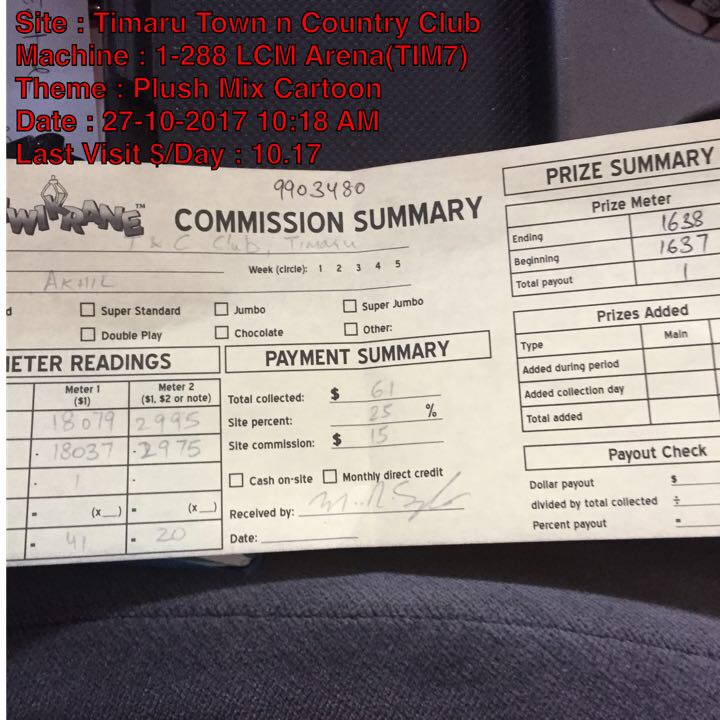 Site : Timaru Town n Country Club
Machine : 1-288 LCM Arena(TIM7)
Theme : Plush Mix Cartoon
Date : 27-10-2017 10:18 AM
Last Visit $/Day : 10.17
9903480
WIKRANE™
COMMISSION SUMMARY
T & C Club, Timaru
Week (circle): 1 2 3 4 5
AKHIL
d Super Standard Jumbo Super Jumbo
Double Play Chocolate Other:
METER READINGS
Meter 1 ($1) Meter 2 ($1, $2 or note)
18079 2995
18037 2975
1
= (x__) = (x__)
= 41 = 20
PAYMENT SUMMARY
Total collected: $ 61
Site percent: 25 %
Site commission: $ 15
Cash on-site Monthly direct credit
Received by:
Date:
PRIZE SUMMARY
Prize Meter
Ending 1638
Beginning 1637
Total payout 1
Prizes Added
Type Main
Added during period
Added collection day
Total added
Payout Check
Dollar payout $
divided by total collected ÷
Percent payout =